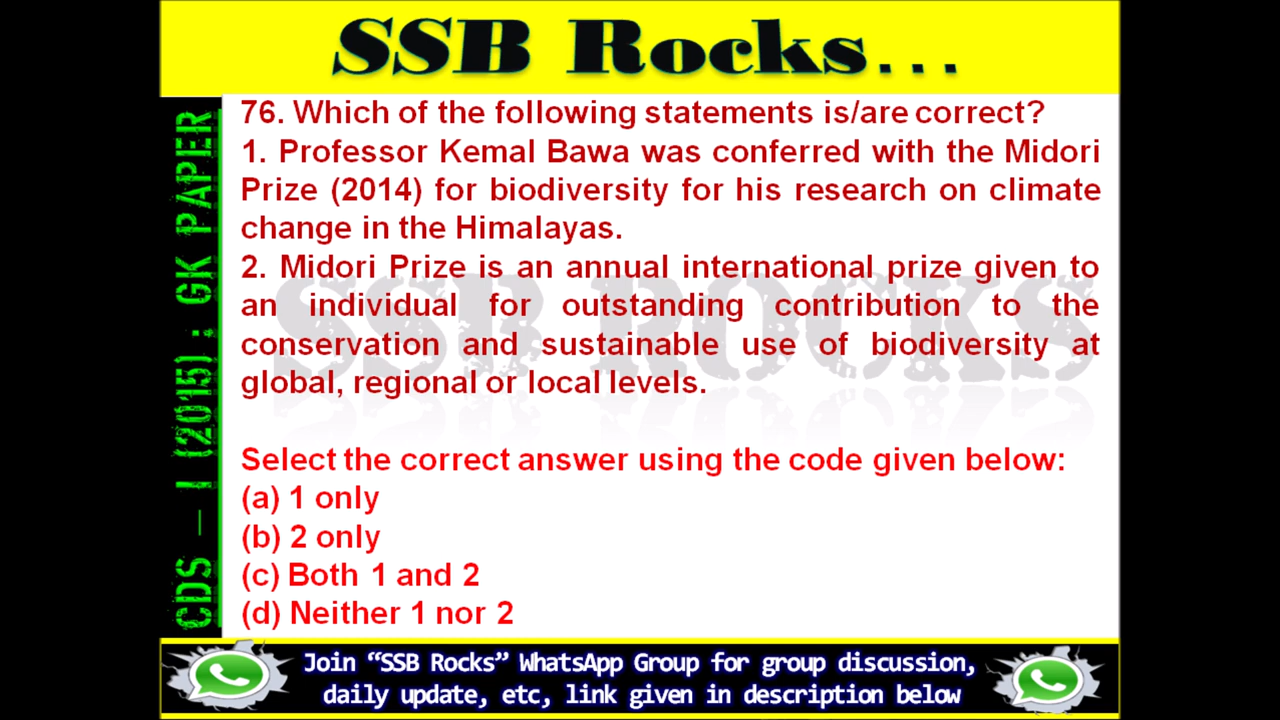 SSB Rocks...
CDS – I (2015) : GK PAPER
76. Which of the following statements is/are correct?
1. Professor Kemal Bawa was conferred with the Midori
Prize (2014) for biodiversity for his research on climate
change in the Himalayas.
2. Midori Prize is an annual international prize given to
an individual for outstanding contribution to the
conservation and sustainable use of biodiversity at
global, regional or local levels.
SSB ROCKS
Select the correct answer using the code given below:
(a) 1 only
(b) 2 only
(c) Both 1 and 2
(d) Neither 1 nor 2
Join “SSB Rocks” WhatsApp Group for group discussion,
daily update, etc, link given in description below